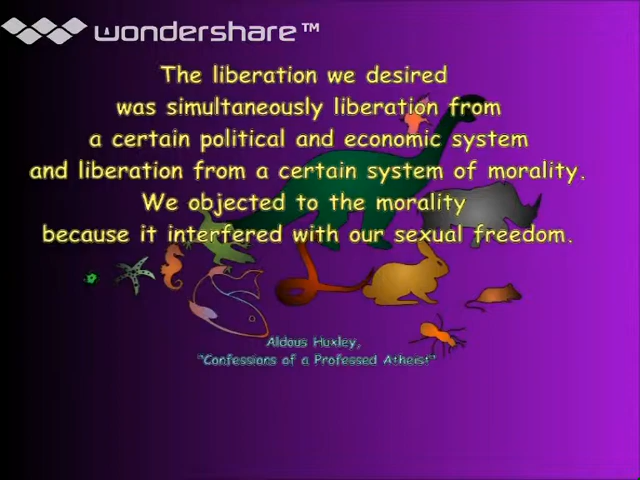 wondershare™
The liberation we desired
was simultaneously liberation from
a certain political and economic system
and liberation from a certain system of morality.
We objected to the morality
because it interfered with our sexual freedom.
Aldous Huxley,
"Confessions of a Professed Atheist"